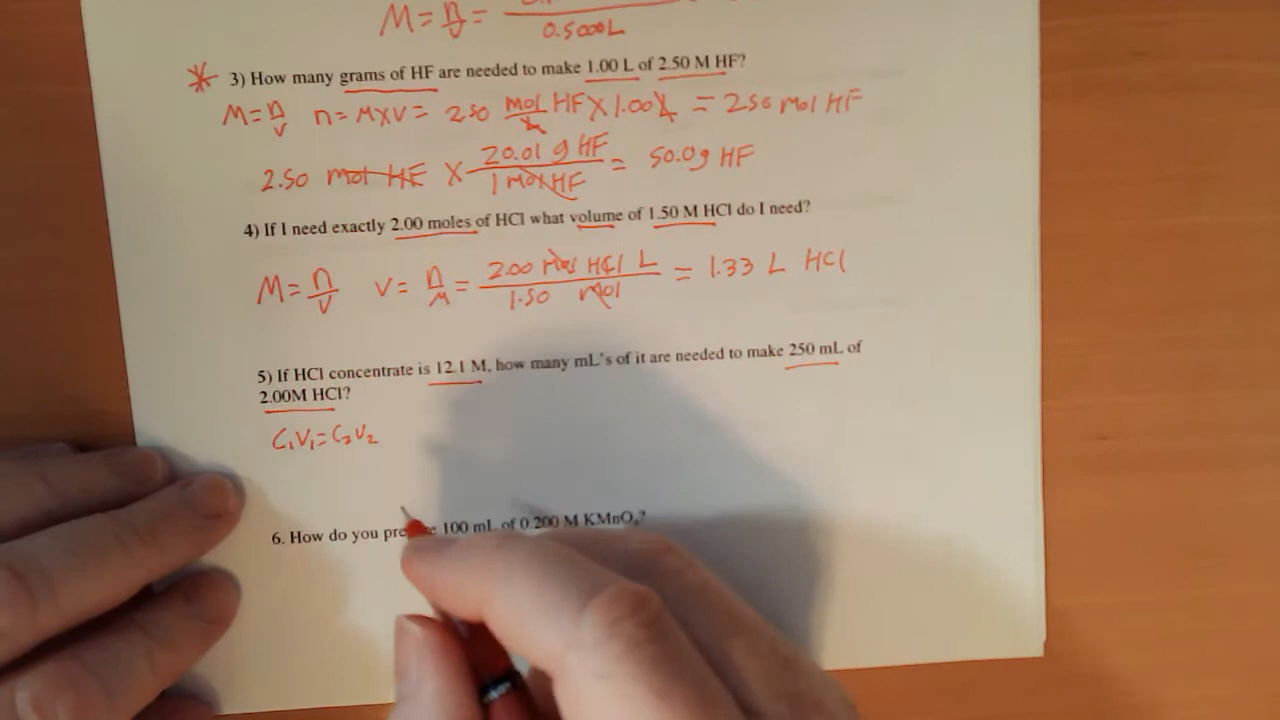 M = n/v =
0.5000L
* 3) How many grams of HF are needed to make 1.00 L of 2.50 M HF?
M = n/v n = M x V = 2.50 mol/L HF X 1.00 L = 2.50 mol HF
2.50 mol HF X 20.01 g HF / 1 mol HF = 50.0g HF
4) If I need exactly 2.00 moles of HCl what volume of 1.50 M HCl do I need?
M = n/v v = n/M = 2.00 mol HCl L / 1.50 mol = 1.33 L HCl
5) If HCl concentrate is 12.1 M, how many mL's of it are needed to make 250 mL of
2.00M HCl?
C₁V₁=C₂V₂
6. How do you 100 mL of 0.200 M KMnO₄?